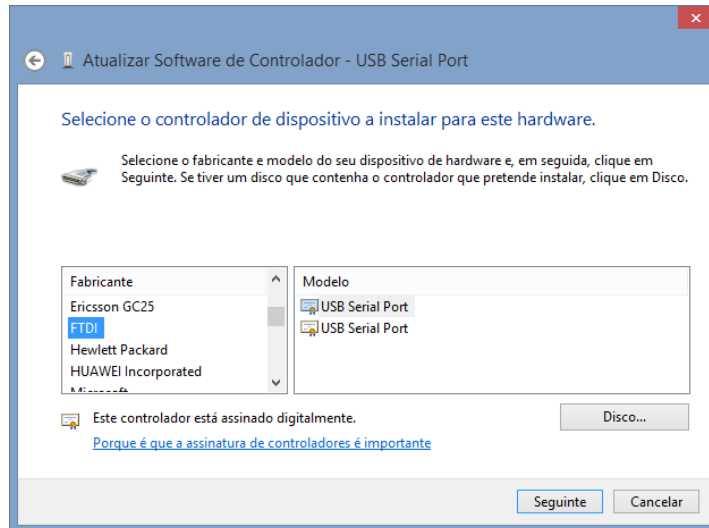 Atualizar Software de Controlador - USB Serial Port
Selecione o controlador de dispositivo a instalar para este hardware.
Selecione o fabricante e modelo do seu dispositivo de hardware e, em seguida, clique em
Seguinte. Se tiver um disco que contenha o controlador que pretende instalar, clique em Disco.
Fabricante
Ericsson GC25
FTDI
Hewlett Packard
HUAWEI Incorporated
Microsoft
Modelo
USB Serial Port
USB Serial Port
Este controlador está assinado digitalmente.
Disco...
Porque é que a assinatura de controladores é importante
Seguinte
Cancelar